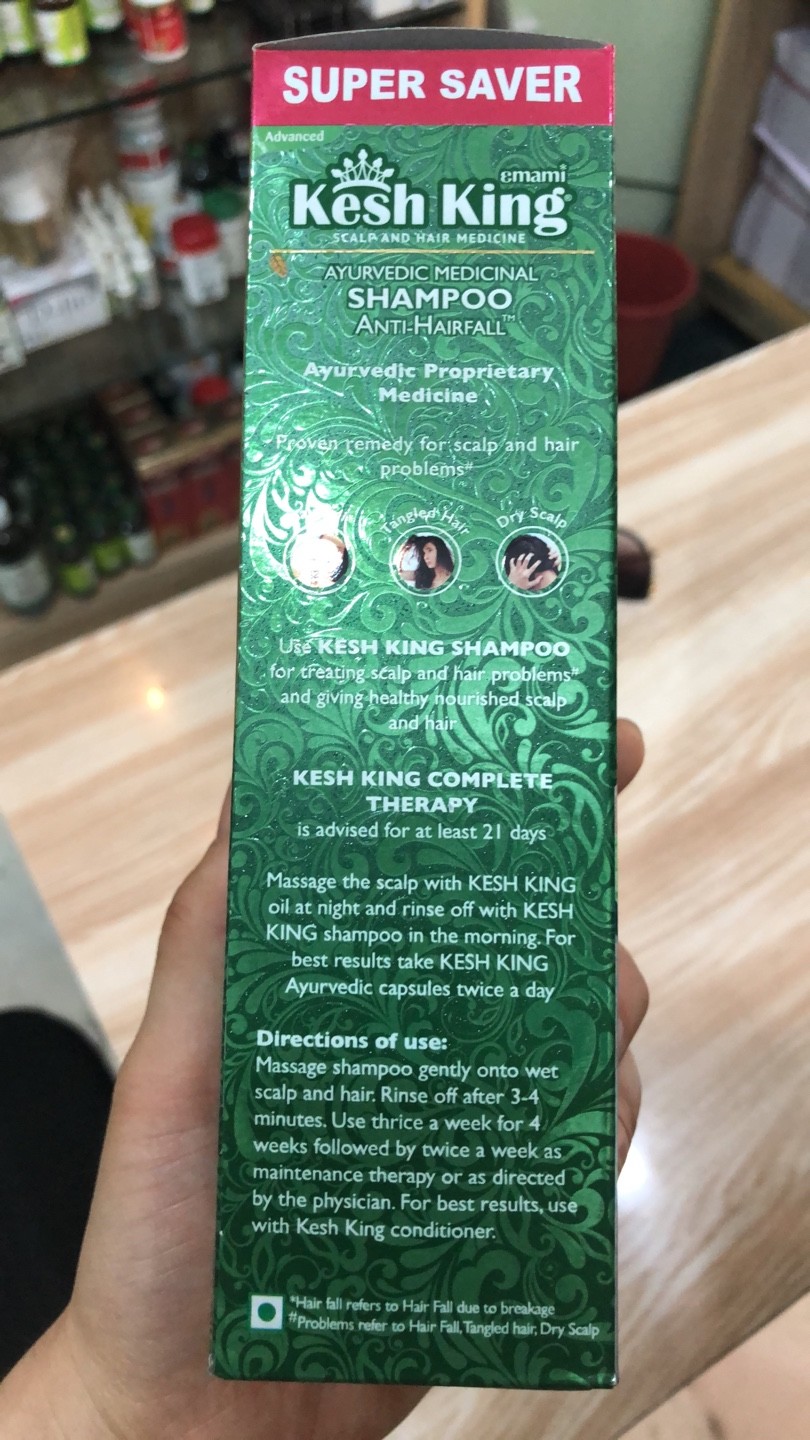 SUPER SAVER
Advanced
emami
Kesh King
SCALP AND HAIR MEDICINE
AYURVEDIC MEDICINAL
SHAMPOO
ANTI-HAIRFALL™
Ayurvedic Proprietary
Medicine
Proven remedy for scalp and hair
problems#
Tangled Hair
Dry Scalp
Use KESH KING SHAMPOO
for treating scalp and hair problems#
and giving healthy nourished scalp
and hair
KESH KING COMPLETE
THERAPY
is advised for at least 21 days
Massage the scalp with KESH KING
oil at night and rinse off with KESH
KING shampoo in the morning. For
best results take KESH KING
Ayurvedic capsules twice a day
Directions of use:
Massage shampoo gently onto wet
scalp and hair. Rinse off after 3-4
minutes. Use thrice a week for 4
weeks followed by twice a week as
maintenance therapy or as directed
by the physician. For best results, use
with Kesh King conditioner.
*Hair fall refers to Hair Fall due to breakage
#Problems refer to Hair Fall, Tangled hair, Dry Scalp